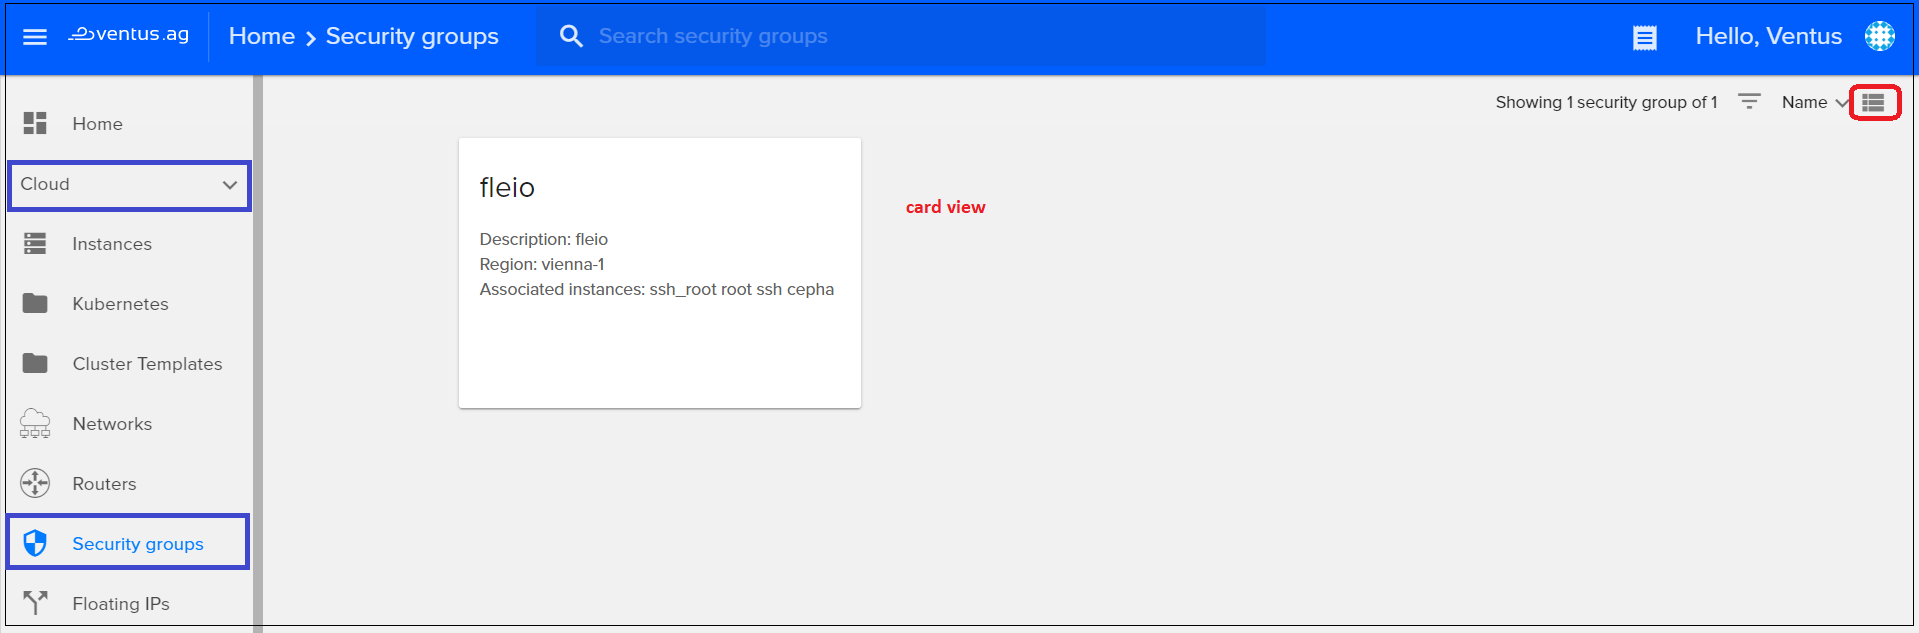 ventus.ag
Home > Security groups
Search security groups
Hello, Ventus
Showing 1 security group of 1
Name
Home
Cloud
Instances
Kubernetes
Cluster Templates
Networks
Routers
Security groups
Floating IPs
fleio
Description: fleio
Region: vienna-1
Associated instances: ssh_root root ssh cepha
card view